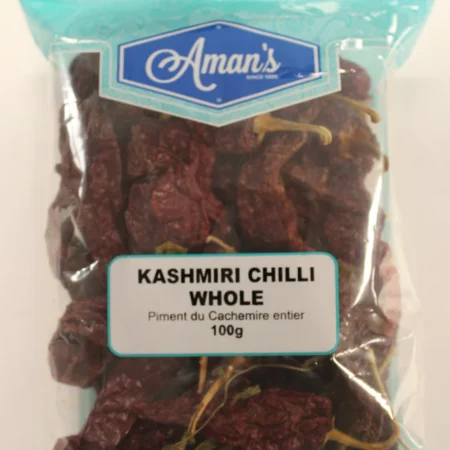 Aman's
SINCE 1995
KASHMIRI CHILLI
WHOLE
Piment du Cachemire entier
100g